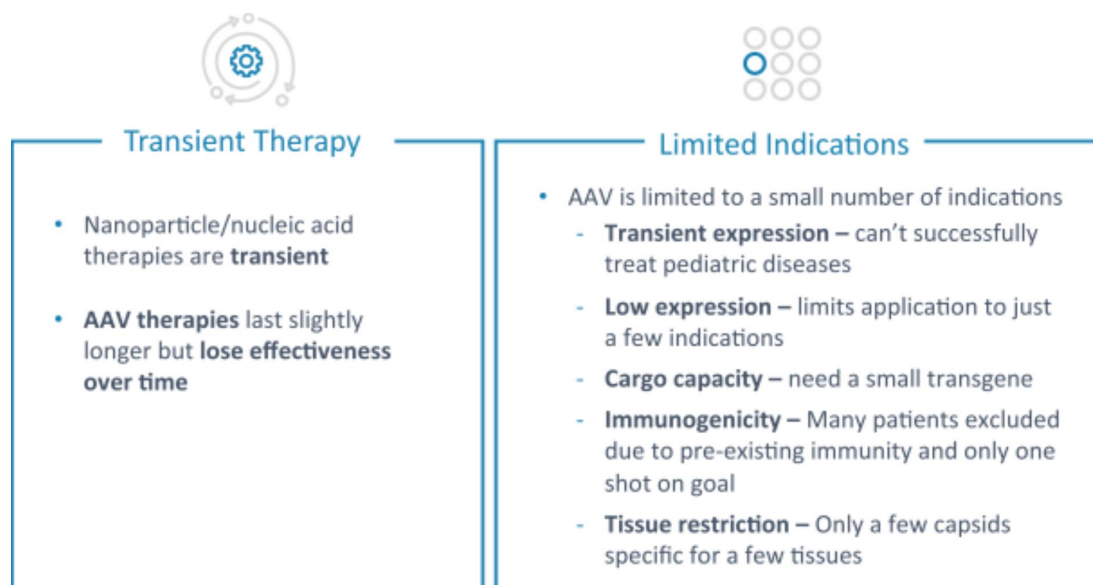 Transient Therapy
• Nanoparticle/nucleic acid
therapies are transient
• AAV therapies last slightly
longer but lose effectiveness
over time
Limited Indications
• AAV is limited to a small number of indications
- Transient expression – can't successfully
treat pediatric diseases
- Low expression – limits application to just
a few indications
- Cargo capacity – need a small transgene
- Immunogenicity – Many patients excluded
due to pre-existing immunity and only one
shot on goal
- Tissue restriction – Only a few capsids
specific for a few tissues